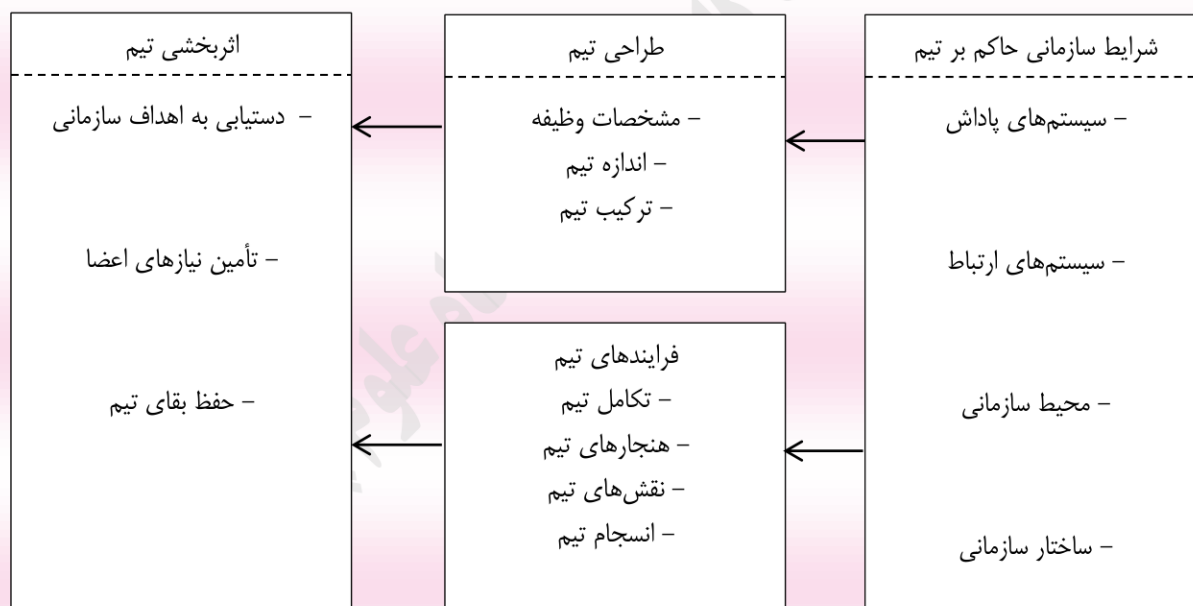 شرایط سازمانی حاکم بر تیم
– سیستم‌های پاداش
– سیستم‌های ارتباط
– محیط سازمانی
– ساختار سازمانی
طراحی تیم
– مشخصات وظیفه
– اندازه تیم
– ترکیب تیم
فرایندهای تیم
– تکامل تیم
– هنجارهای تیم
– نقش‌های تیم
– انسجام تیم
اثربخشی تیم
– دستیابی به اهداف سازمانی
– تأمین نیازهای اعضا
– حفظ بقای تیم
علوم